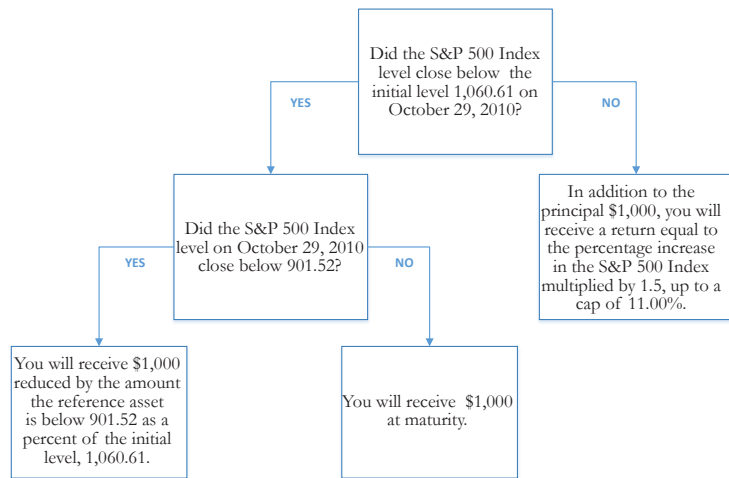 Did the S&P 500 Index
level close below the
initial level 1,060.61 on
October 29, 2010?
YES
NO
Did the S&P 500 Index
level on October 29, 2010
close below 901.52?
In addition to the
principal $1,000, you will
receive a return equal to
the percentage increase
in the S&P 500 Index
multiplied by 1.5, up to a
cap of 11.00%.
YES
NO
You will receive $1,000
reduced by the amount
the reference asset
is below 901.52 as a
percent of the initial
level, 1,060.61.
You will receive $1,000
at maturity.